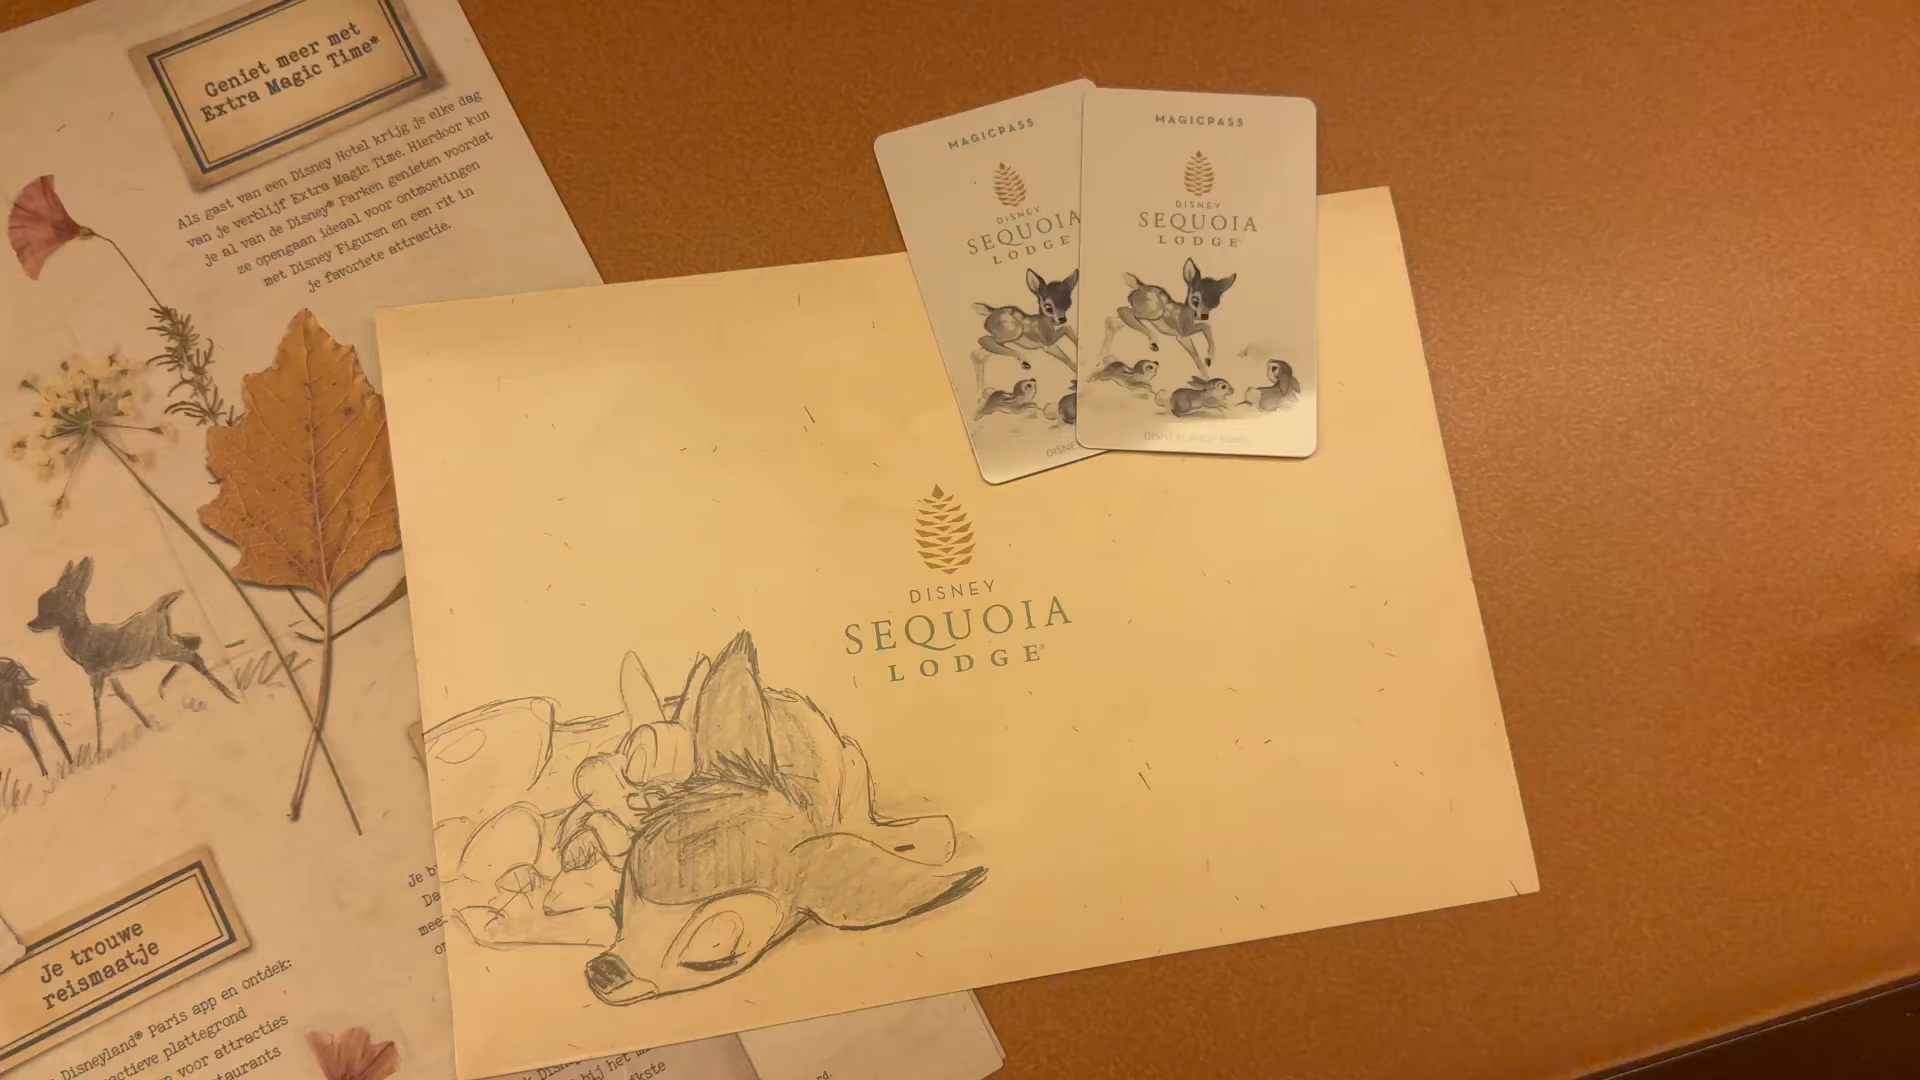 Geniet meer met
Extra Magic Time*
Als gast van een Disney Hotel krijg je elke dag
van je verblijf Extra Magic Time. Hierdoor kun
je al van de Disney® Parken genieten voordat
ze opengaan ideaal voor ontmoetingen
met Disney Figuren en een rit in
je favoriete attractie.
MAGICPASS
DISNEY
SEQUOIA
LODGE
MAGICPASS
DISNEY
SEQUOIA
LODGE
DISNEY
SEQUOIA
LODGE®
Je trouwe
reismaatje
Disneyland® Paris app en ontdek:
plattegrond
voor attracties
bij het